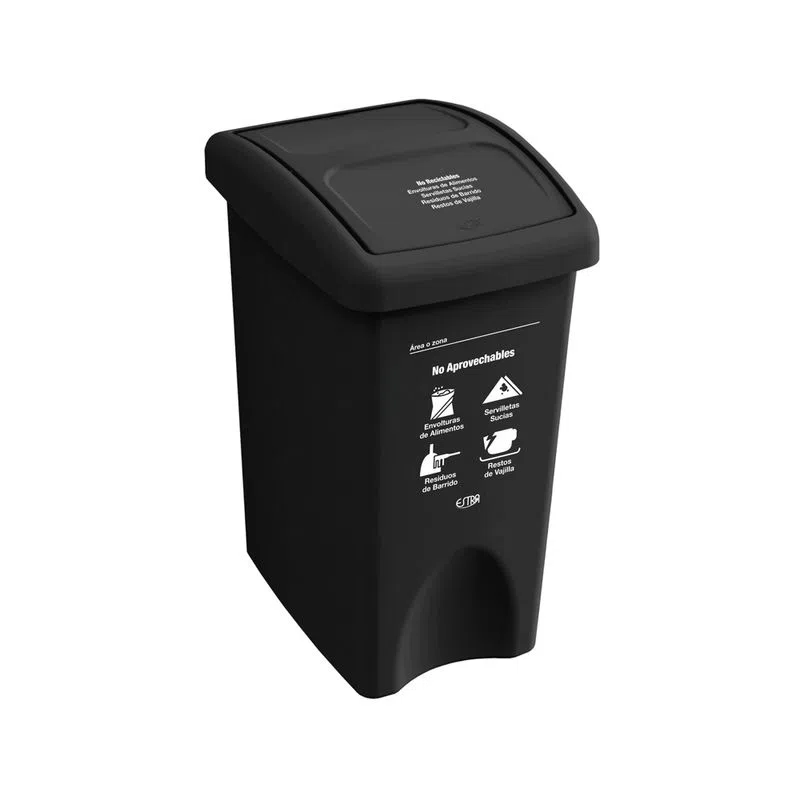 No Reciclables
Envolturas de Alimentos
Servilletas Sucias
Residuos de Barrido
Restos de Vajilla
Área o zona
No Aprovechables
Envolturas
de Alimentos
Servilletas
Sucias
Residuos
de Barrido
Restos
de Vajilla
ESTRA